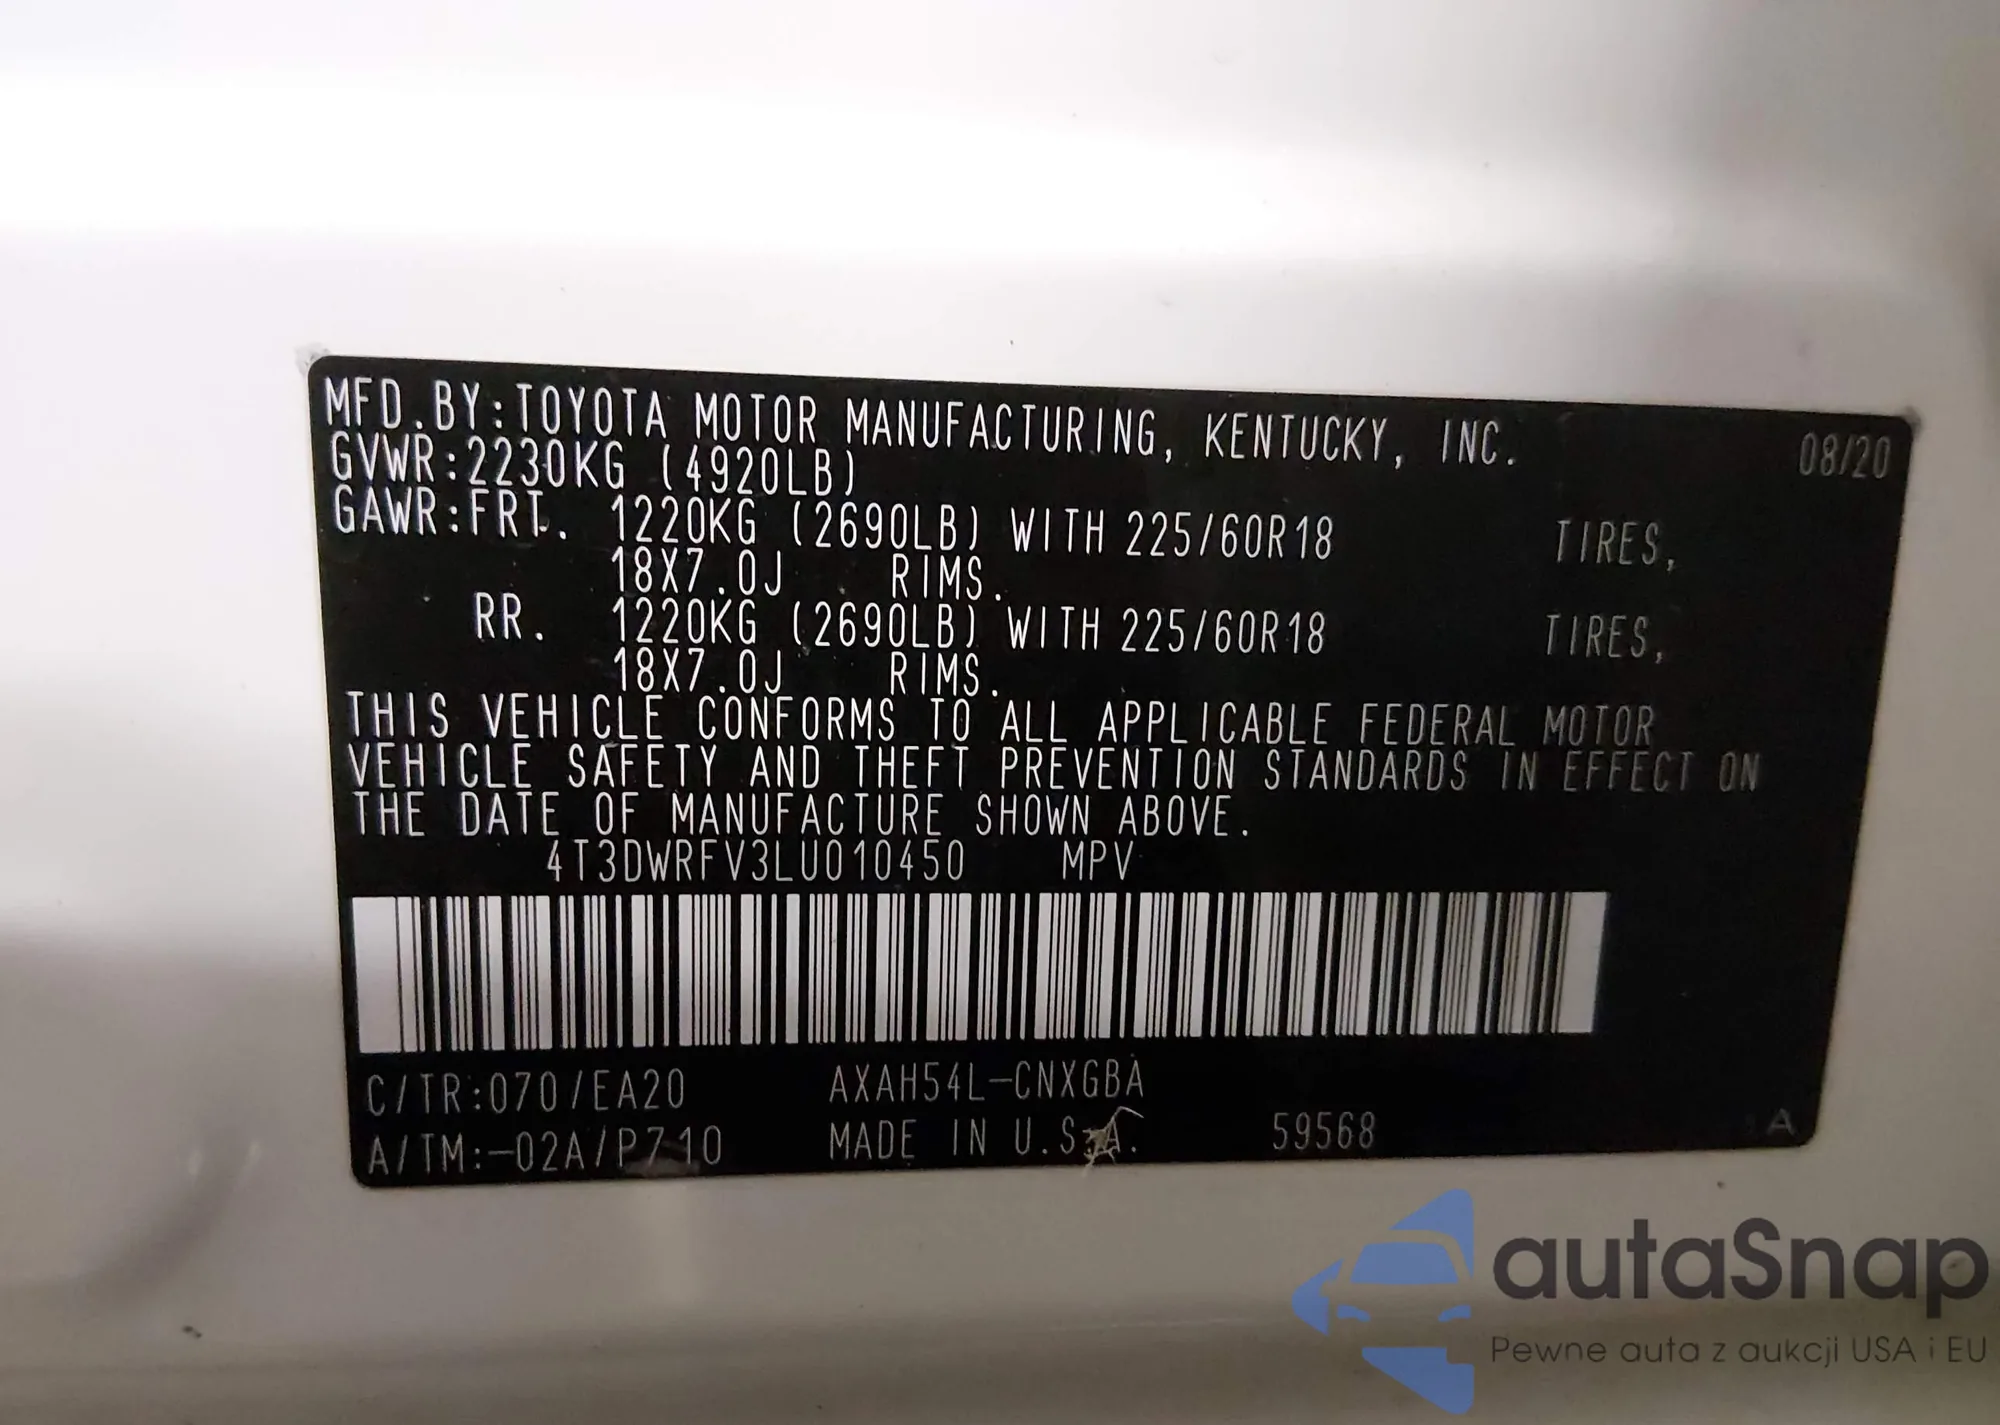 MFD.BY:TOYOTA MOTOR MANUFACTURING, KENTUCKY, INC. 08/20
GVWR:2230KG (4920LB)
GAWR:FRT. 1220KG (2690LB) WITH 225/60R18 TIRES,
18X7.0J RIMS.
RR. 1220KG (2690LB) WITH 225/60R18 TIRES,
18X7.0J RIMS.
THIS VEHICLE CONFORMS TO ALL APPLICABLE FEDERAL MOTOR
VEHICLE SAFETY AND THEFT PREVENTION STANDARDS IN EFFECT ON
THE DATE OF MANUFACTURE SHOWN ABOVE.
4T3DWRFV3LU010450 MPV
C/TR:070/EA20 AXAH54L-CNXGBA
A/TM:-02A/P710 MADE IN U.S.A. 59568 A
autaSnap
Pewne auta z aukcji USA i EU